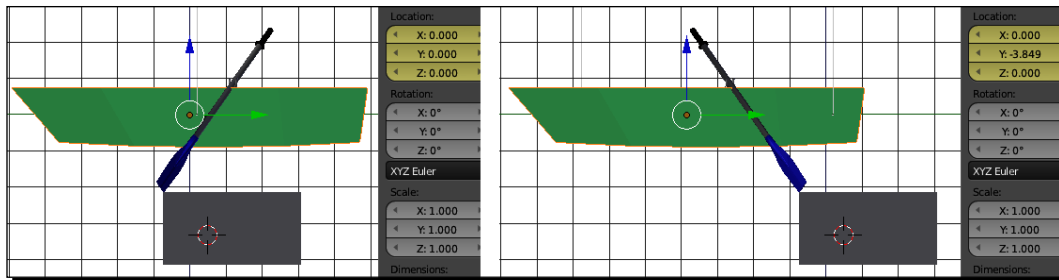 Location:
X: 0.000
Y: 0.000
Z: 0.000
Rotation:
X: 0°
Y: 0°
Z: 0°
XYZ Euler
Scale:
X: 1.000
Y: 1.000
Z: 1.000
Dimensions:
Location:
X: 0.000
Y: -3.849
Z: 0.000
Rotation:
X: 0°
Y: 0°
Z: 0°
XYZ Euler
Scale:
X: 1.000
Y: 1.000
Z: 1.000
Dimensions: